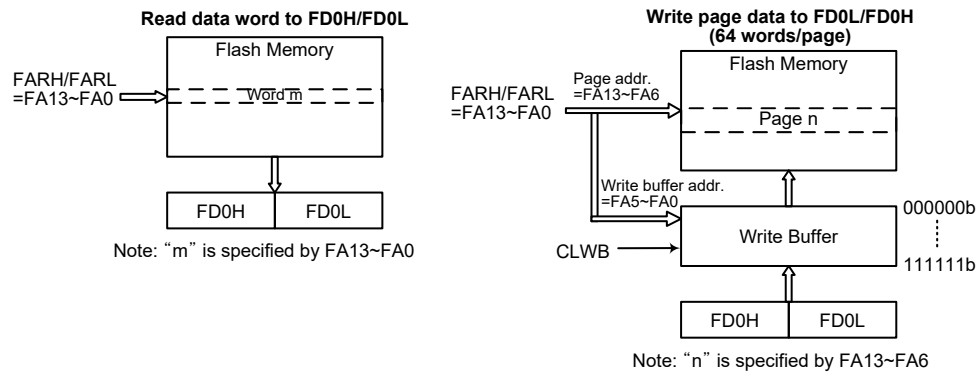 Read data word to FD0H/FD0L
Flash Memory
FARH/FARL
=FA13~FA0
Word m
FD0H
FD0L
Note: “m” is specified by FA13~FA0
Write page data to FD0L/FD0H
(64 words/page)
Flash Memory
Page addr.
=FA13~FA6
FARH/FARL
=FA13~FA0
Page n
Write buffer addr.
=FA5~FA0
000000b
Write Buffer
CLWB
111111b
FD0H
FD0L
Note: “n” is specified by FA13~FA6